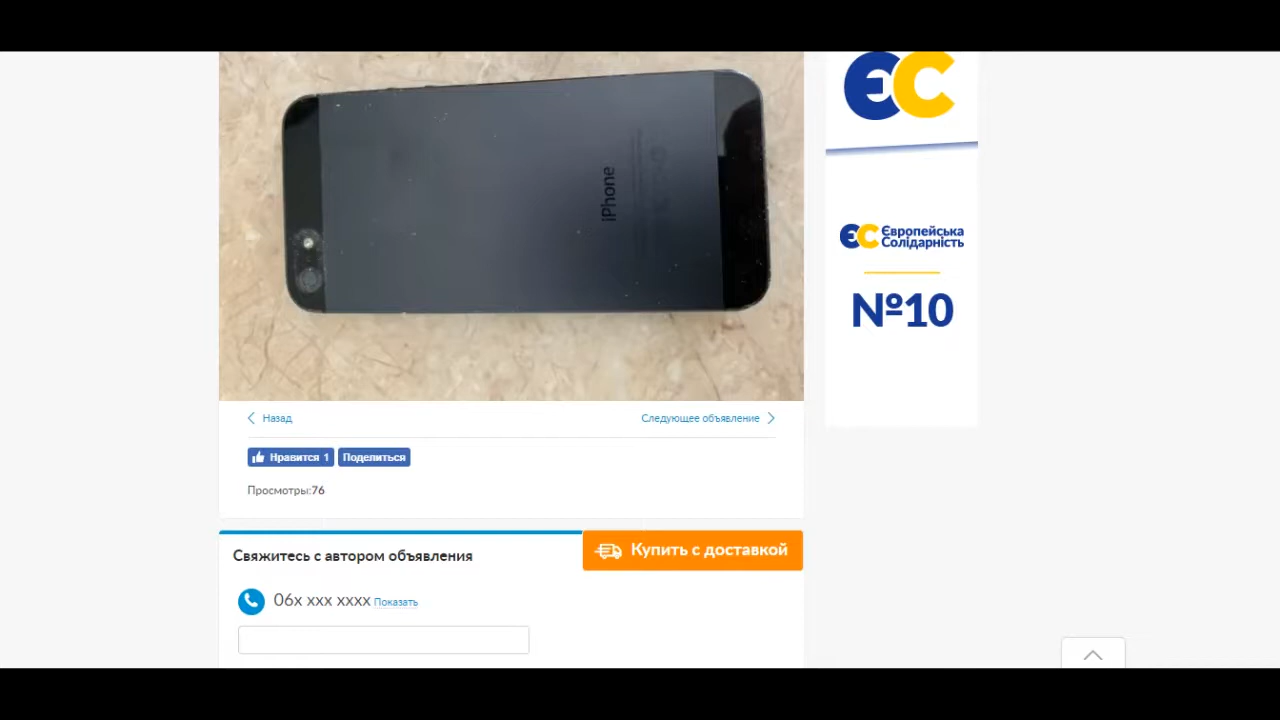 iPhone
ЄС
ЄС Європейська
Солідарність
№10
Назад
Следующее объявление
Нравится 1
Поделиться
Просмотры:76
Свяжитесь с автором объявления
Купить с доставкой
06x xxx xxxx Показать